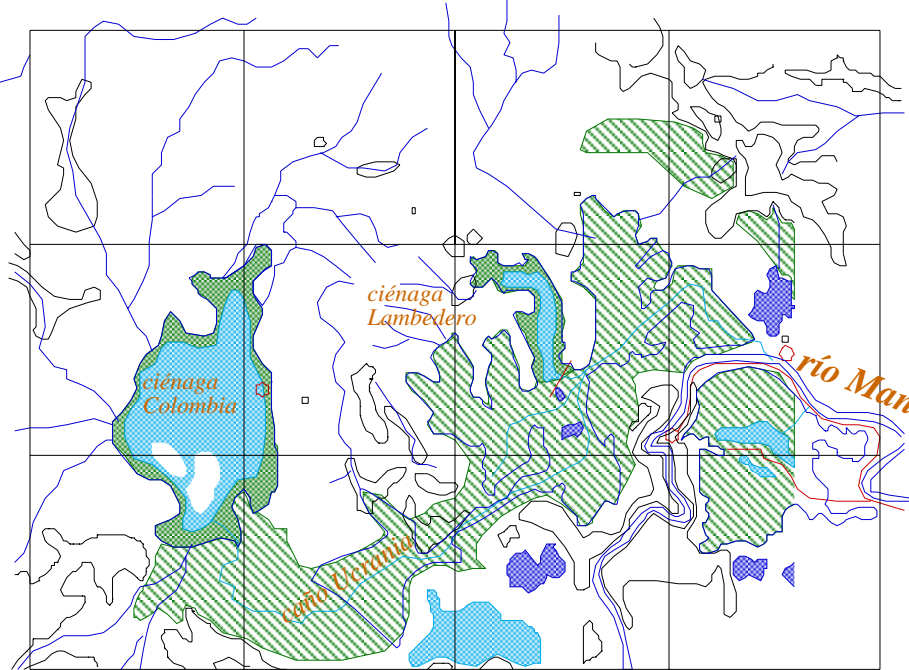 ciénaga
Lambedero
río Man
ciénaga
Colombia
caño Ucrania